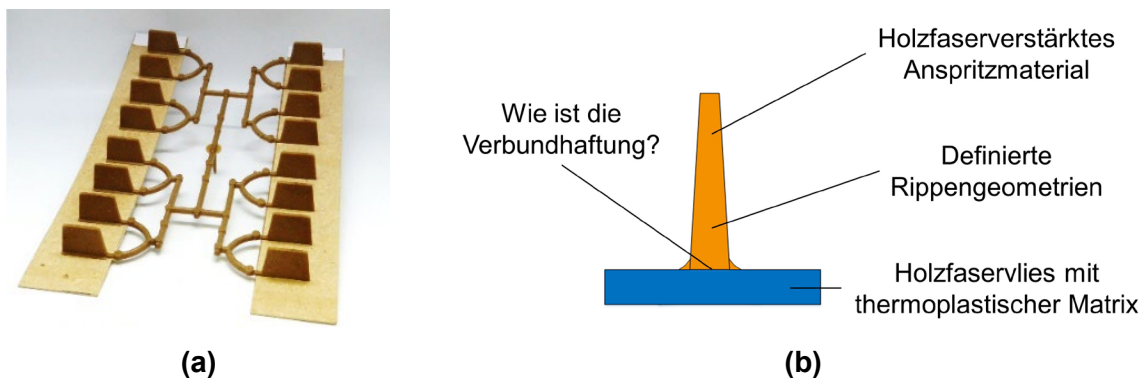 Holzfaserverstärktes
Anspritzmaterial
Wie ist die
Verbundhaftung?
Definierte
Rippengeometrien
Holzfaservlies mit
thermoplastischer Matrix
(a)
(b)